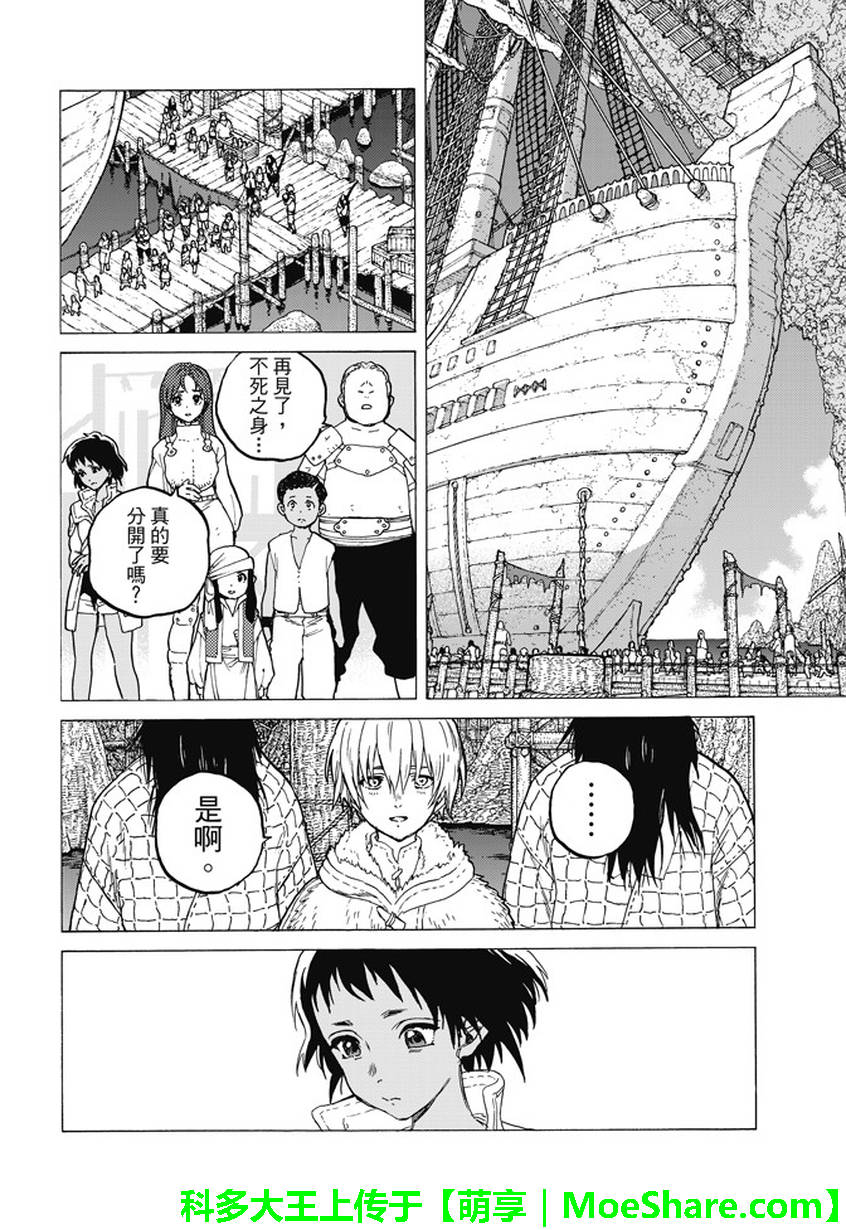 再見了，
不死之身…
真的要
分開了嗎？
……
是啊。
科多大王上传于【萌享｜MoeShare.com】